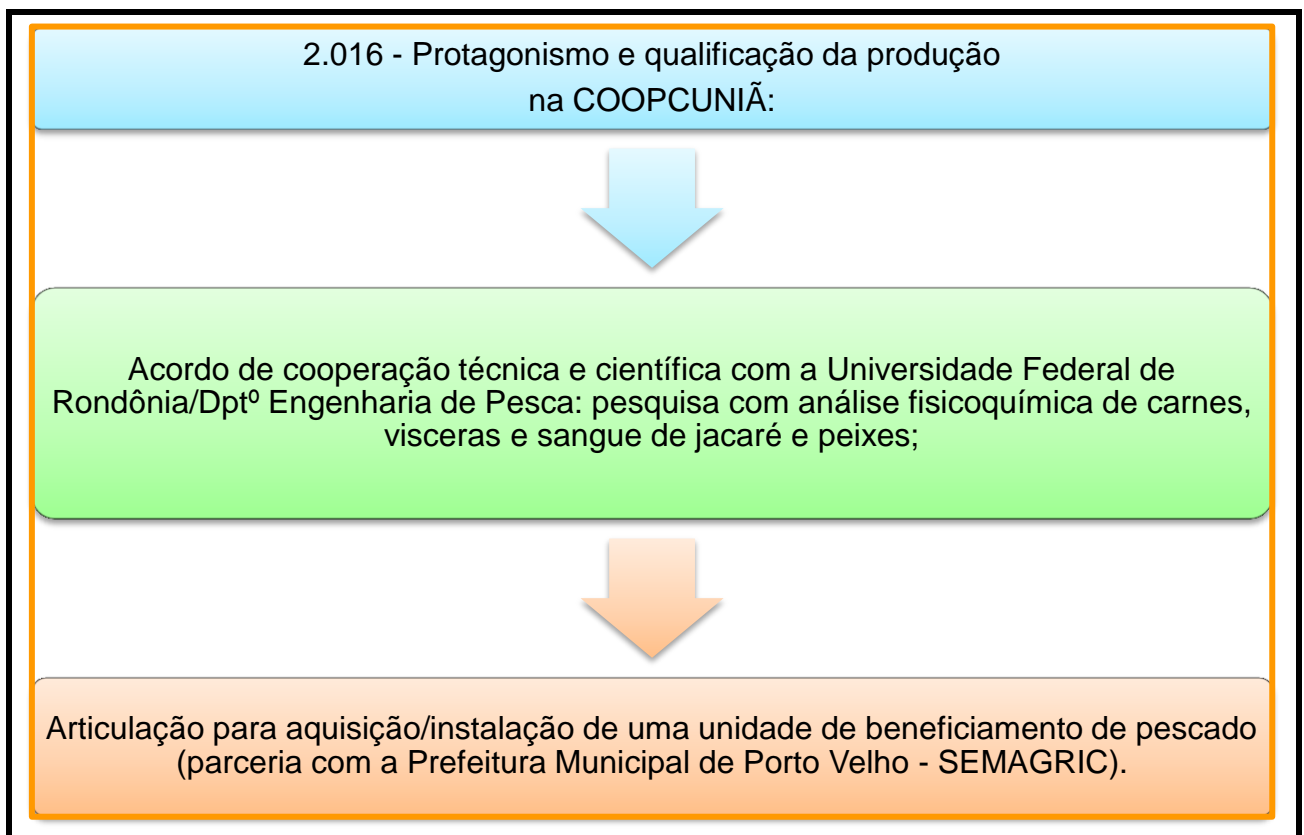 2.016 - Protagonismo e qualificação da produção
na COOPCUNIÃ:
Acordo de cooperação técnica e científica com a Universidade Federal de
Rondônia/Dptº Engenharia de Pesca: pesquisa com análise fisicoquímica de carnes,
visceras e sangue de jacaré e peixes;
Articulação para aquisição/instalação de uma unidade de beneficiamento de pescado
(parceria com a Prefeitura Municipal de Porto Velho - SEMAGRIC).